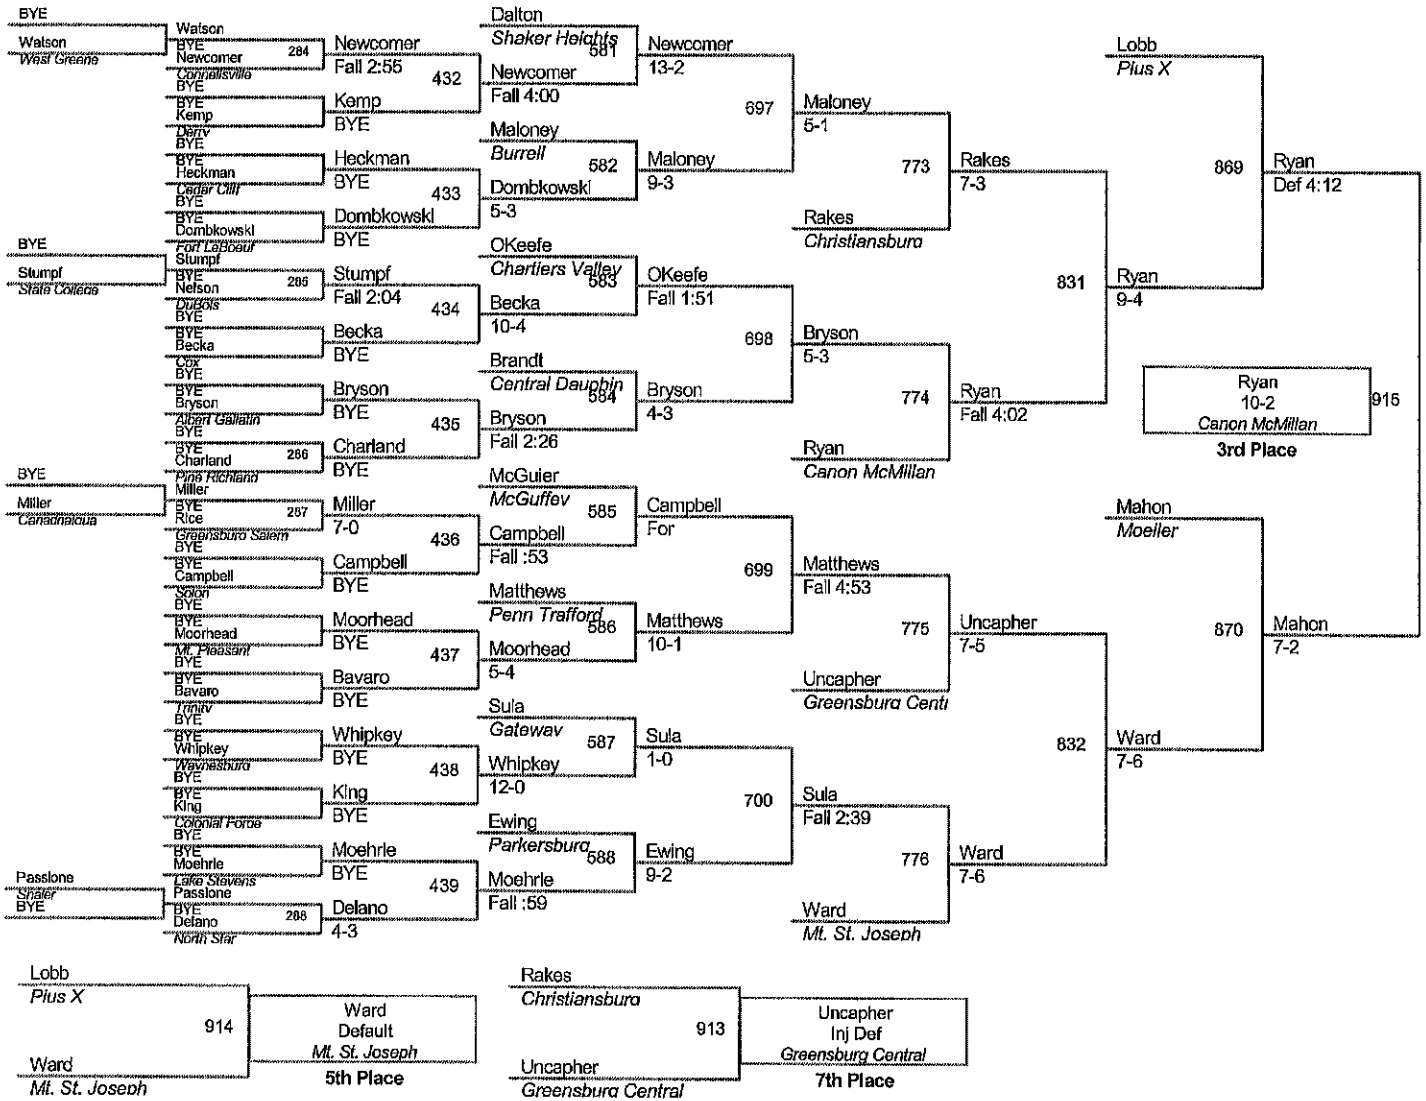 BYE
Watson
West Greene
BYE
Stumpf
State College
BYE
Miller
Canadnaigua
Passione
Shaler
BYE
Watson
BYE
Newcomer
284
Connellsville
BYE
BYE
Kemp
Derry
BYE
BYE
Heckman
Cedar Cliff
BYE
BYE
Dombkowski
Fort LeBoeuf
Stumpf
BYE
Nelson
285
DuBois
BYE
BYE
Becka
Cox
BYE
BYE
Bryson
Albert Gallatin
BYE
BYE
Charland
286
Pine Richland
Miller
BYE
Rice
287
Greensburg Salem
BYE
BYE
Campbell
Solon
BYE
BYE
Moorhead
Mt. Pleasant
BYE
BYE
Bavaro
Trinity
BYE
BYE
Whipkey
Waynesburg
BYE
BYE
King
Colonial Forge
BYE
BYE
Moehrle
Lake Stevens
Passione
BYE
Delano
288
North Star
Newcomer
Fall 2:55
432
Kemp
BYE
Heckman
BYE
433
Dombkowski
BYE
Stumpf
Fall 2:04
434
Becka
BYE
Bryson
BYE
435
Charland
BYE
Miller
7-0
436
Campbell
BYE
Moorhead
BYE
437
Bavaro
BYE
Whipkey
BYE
438
King
BYE
Moehrle
BYE
439
Delano
4-3
Dalton
Shaker Heights
581
Newcomer
Fall 4:00
Maloney
Burrell
582
Dombkowski
5-3
OKeefe
Chartiers Valley
583
Becka
10-4
Brandt
Central Dauphin
584
Bryson
Fall 2:26
McGuier
McGuffey
585
Campbell
Fall :53
Matthews
Penn Trafford
586
Moorhead
5-4
Sula
Gateway
587
Whipkey
12-0
Ewing
Parkersburg
588
Moehrle
Fall :59
Newcomer
13-2
697
Maloney
9-3
OKeefe
Fall 1:51
698
Bryson
4-3
Campbell
For
699
Matthews
10-1
Sula
1-0
700
Ewing
9-2
Maloney
5-1
773
Rakes
Christiansburg
Bryson
5-3
774
Ryan
Canon McMillan
Matthews
Fall 4:53
775
Uncapher
Greensburg Centi
Sula
Fall 2:39
776
Ward
Mt. St. Joseph
Rakes
7-3
831
Ryan
Fall 4:02
Uncapher
7-5
832
Ward
7-6
Lobb
Pius X
869
Ryan
9-4
Mahon
Moeller
870
Ward
7-6
Ryan
Def 4:12
Mahon
7-2
Ryan
10-2
Canon McMillan
915
3rd Place
Lobb
Pius X
914
Ward
Mt. St. Joseph
Ward
Default
Mt. St. Joseph
5th Place
Rakes
Christiansburg
913
Uncapher
Greensburg Central
Uncapher
Inj Def
Greensburg Central
7th Place